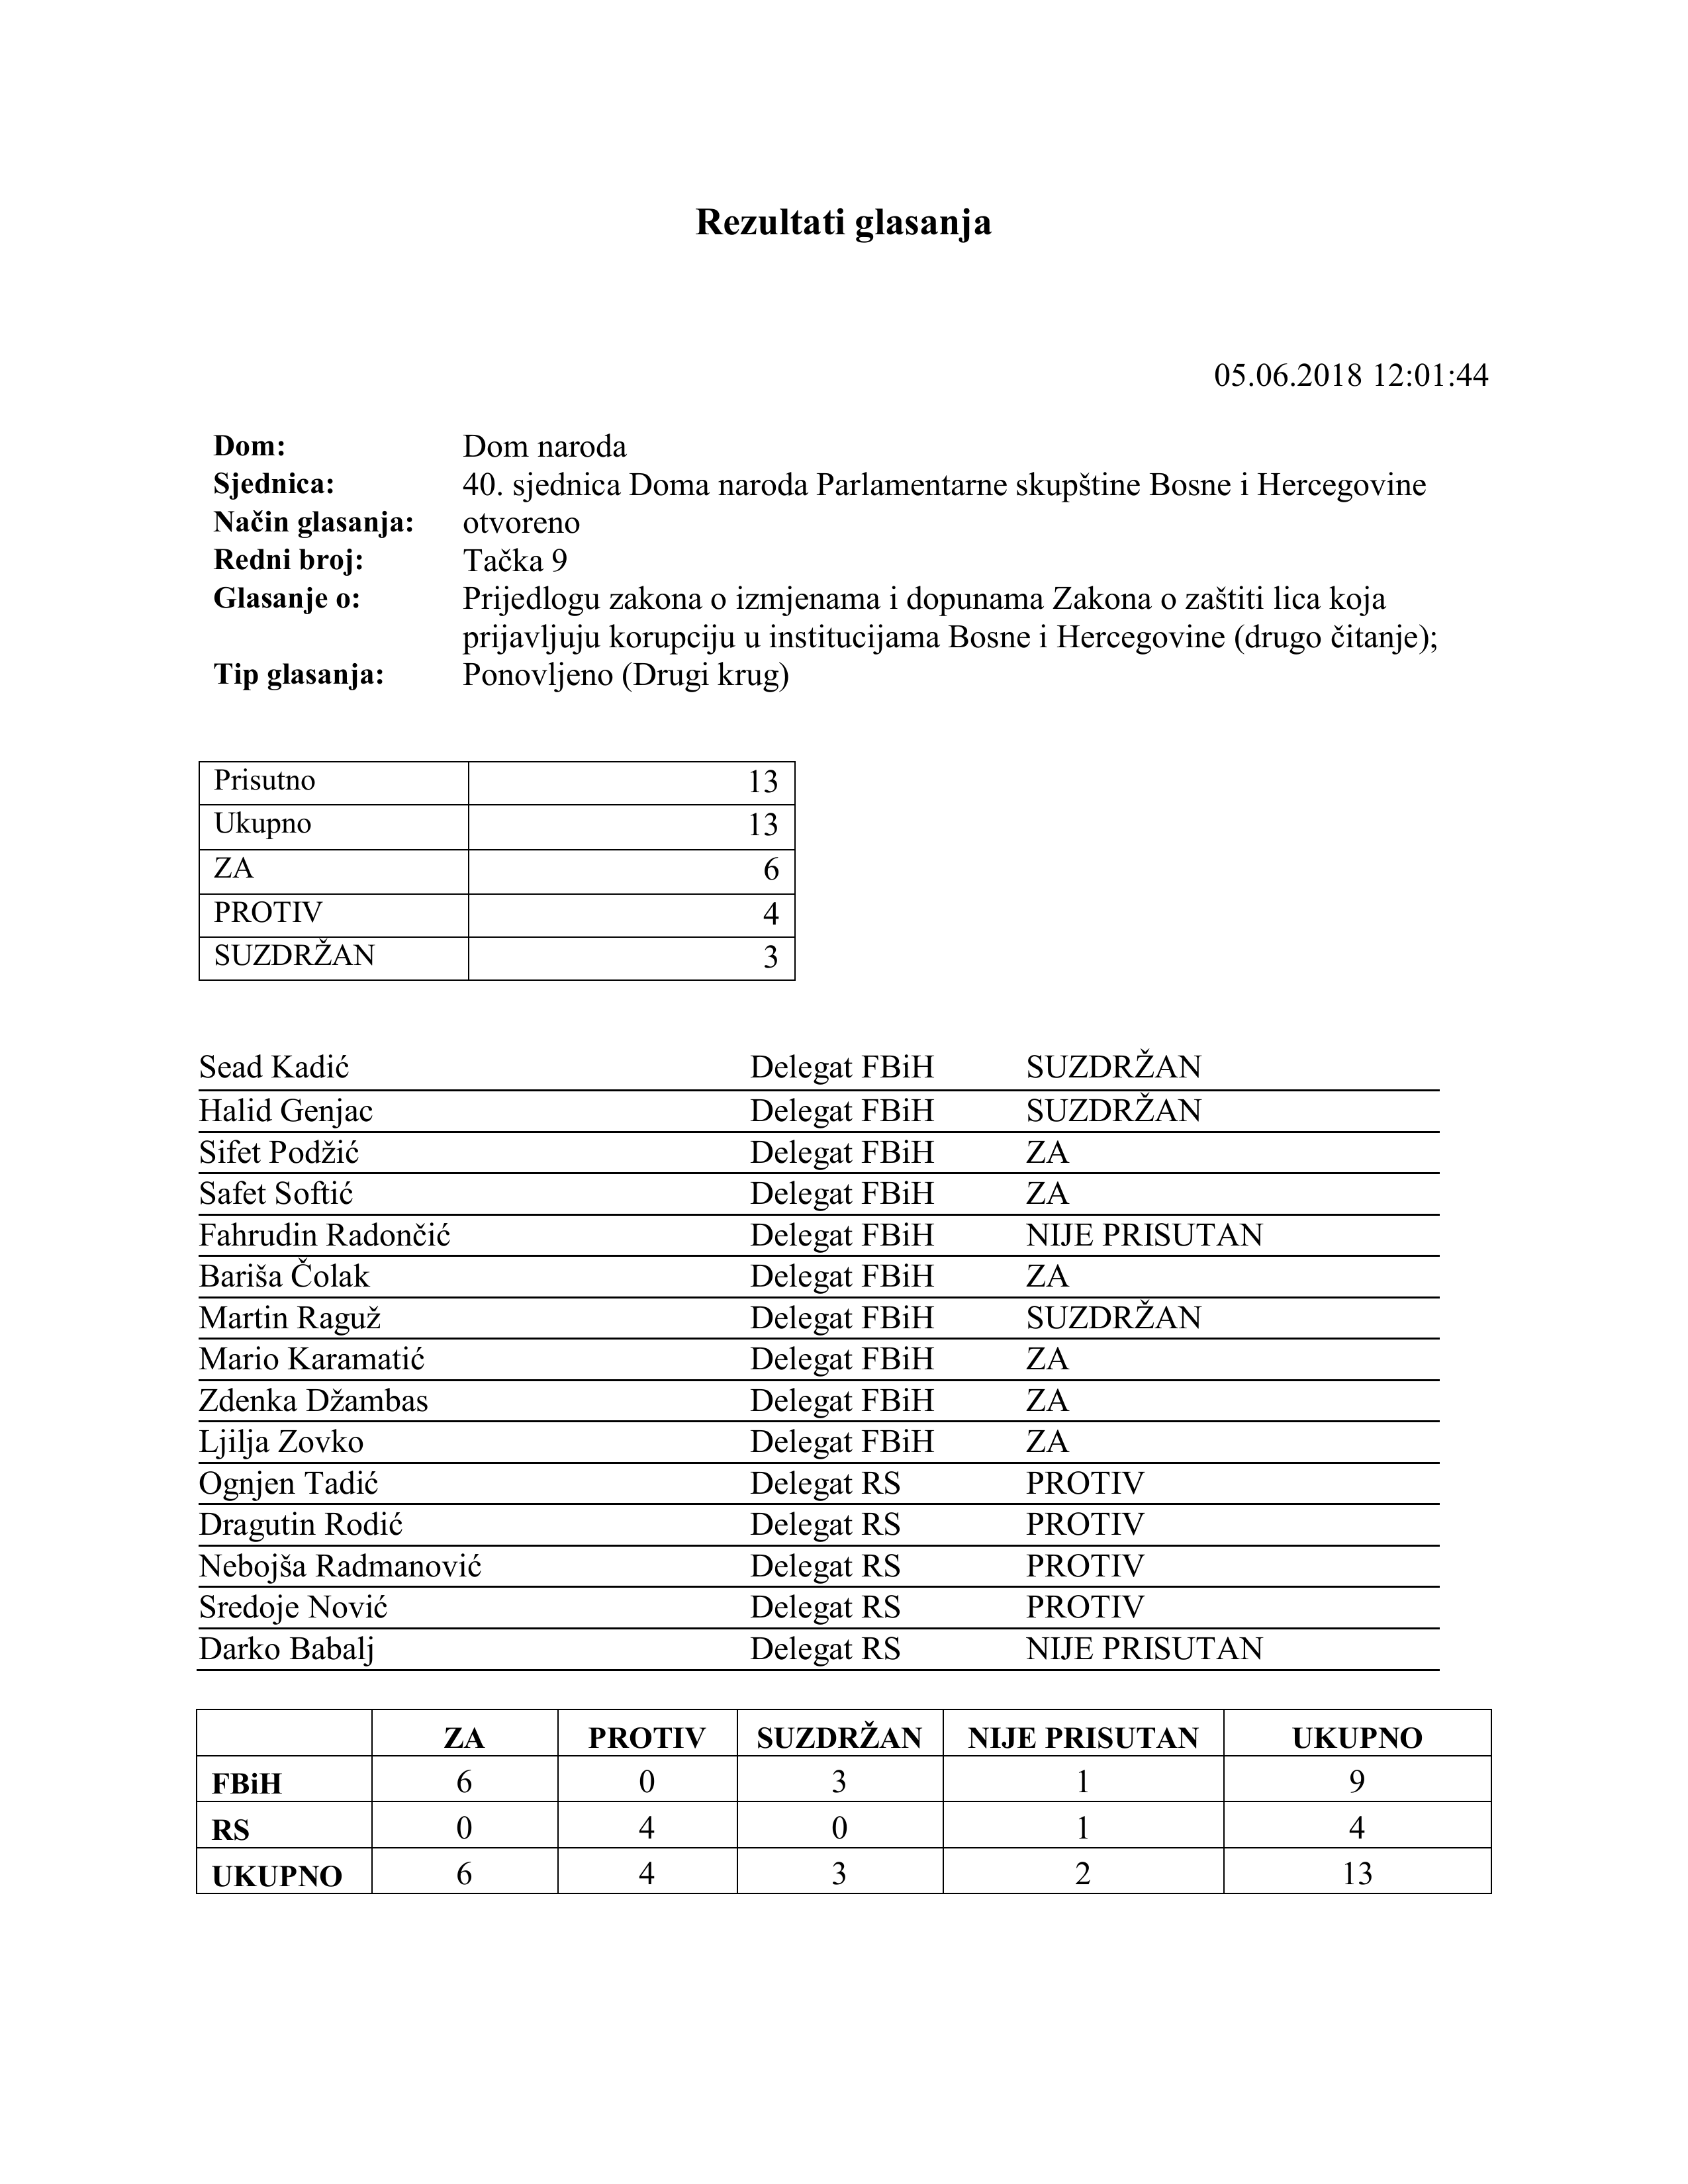 Rezultati glasanja
05.06.2018 12:01:44
Dom: Dom naroda
Sjednica: 40. sjednica Doma naroda Parlamentarne skupštine Bosne i Hercegovine
Način glasanja: otvoreno
Redni broj: Tačka 9
Glasanje o: Prijedlogu zakona o izmjenama i dopunama Zakona o zaštiti lica koja
prijavljuju korupciju u institucijama Bosne i Hercegovine (drugo čitanje);
Tip glasanja: Ponovljeno (Drugi krug)
Prisutno 13
Ukupno 13
ZA 6
PROTIV 4
SUZDRŽAN 3
Sead Kadić Delegat FBiH SUZDRŽAN
Halid Genjac Delegat FBiH SUZDRŽAN
Sifet Podžić Delegat FBiH ZA
Safet Softić Delegat FBiH ZA
Fahrudin Radončić Delegat FBiH NIJE PRISUTAN
Bariša Čolak Delegat FBiH ZA
Martin Raguž Delegat FBiH SUZDRŽAN
Mario Karamatić Delegat FBiH ZA
Zdenka Džambas Delegat FBiH ZA
Ljilja Zovko Delegat FBiH ZA
Ognjen Tadić Delegat RS PROTIV
Dragutin Rodić Delegat RS PROTIV
Nebojša Radmanović Delegat RS PROTIV
Sredoje Nović Delegat RS PROTIV
Darko Babalj Delegat RS NIJE PRISUTAN
ZA PROTIV SUZDRŽAN NIJE PRISUTAN UKUPNO
FBiH 6 0 3 1 9
RS 0 4 0 1 4
UKUPNO 6 4 3 2 13